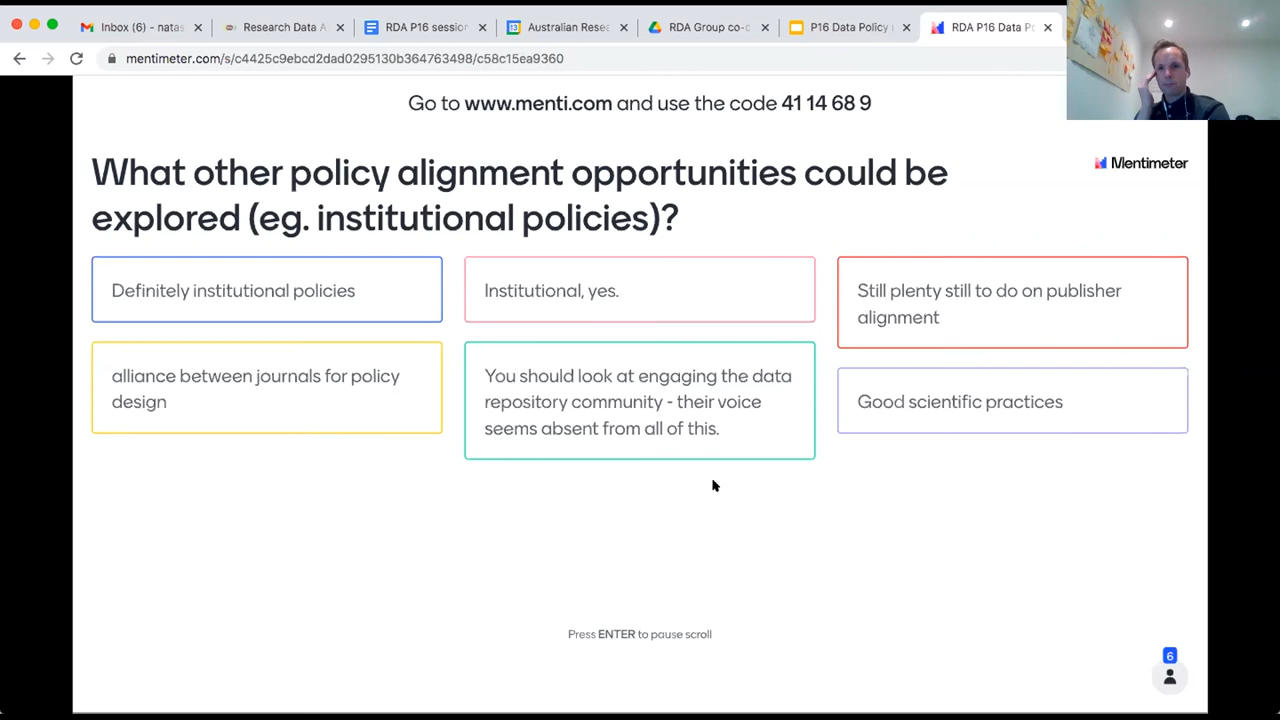 Inbox (6) - natas
Research Data A
RDA P16 session
Australian Resea
RDA Group co-c
P16 Data Policy
RDA P16 Data Po
mentimeter.com/s/c4425c9ebcd2dad0295130b364763498/c58c15ea9360
Go to www.menti.com and use the code 41 14 68 9
Mentimeter
What other policy alignment opportunities could be
explored (eg. institutional policies)?
Definitely institutional policies
Institutional, yes.
Still plenty still to do on publisher
alignment
alliance between journals for policy
design
You should look at engaging the data
repository community - their voice
seems absent from all of this.
Good scientific practices
Press ENTER to pause scroll
6